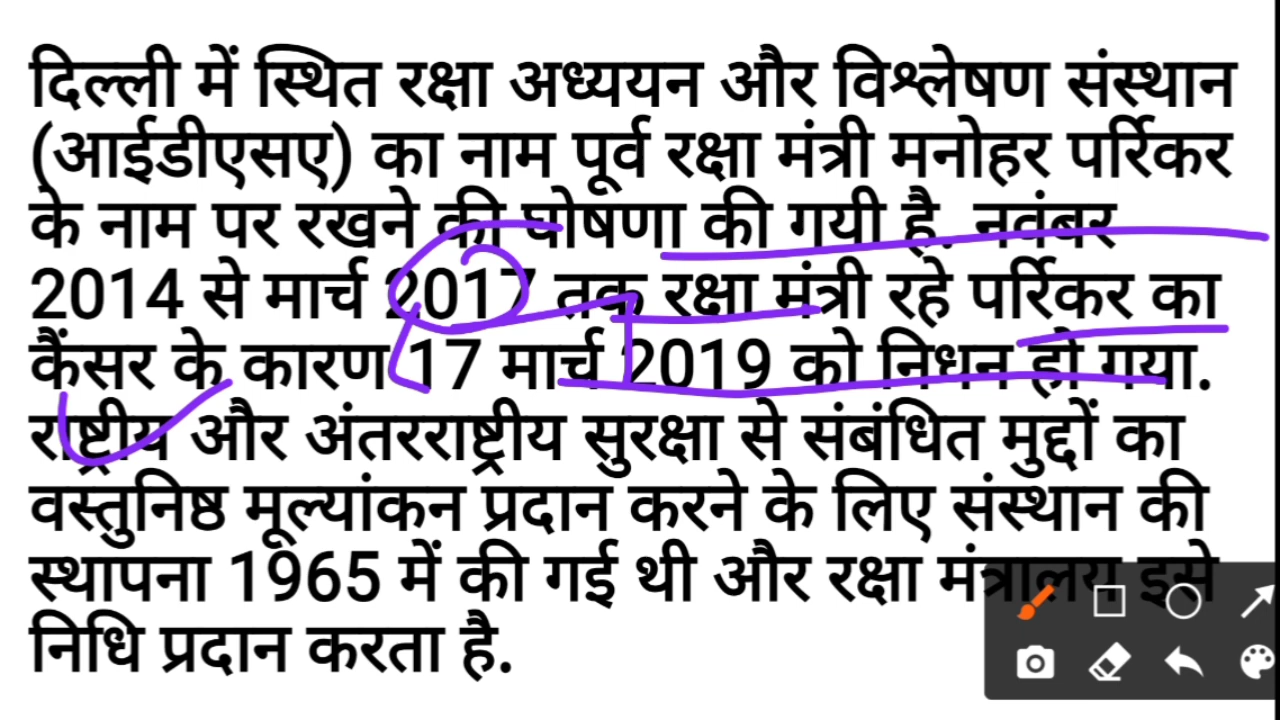 दिल्ली में स्थित रक्षा अध्ययन और विश्लेषण संस्थान
(आईडीएसए) का नाम पूर्व रक्षा मंत्री मनोहर पर्रिकर
के नाम पर रखने की घोषणा की गयी है. नवंबर
2014 से मार्च 2017 तक रक्षा मंत्री रहे पर्रिकर का
कैंसर के कारण 17 मार्च 2019 को निधन हो गया.
राष्ट्रीय और अंतरराष्ट्रीय सुरक्षा से संबंधित मुद्दों का
वस्तुनिष्ठ मूल्यांकन प्रदान करने के लिए संस्थान की
स्थापना 1965 में की गई थी और रक्षा मंत्रालय इसे
निधि प्रदान करता है.